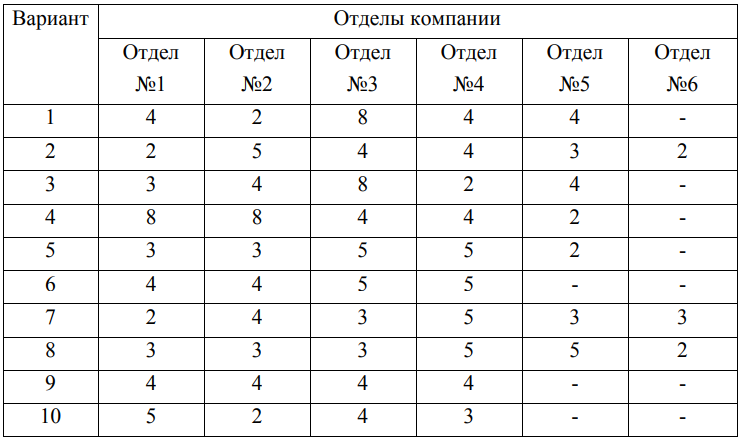 Вариант Отделы компании
Отдел Отдел Отдел Отдел Отдел Отдел
№1 №2 №3 №4 №5 №6
1 4 2 8 4 4 -
2 2 5 4 4 3 2
3 3 4 8 2 4 -
4 8 8 4 4 2 -
5 3 3 5 5 2 -
6 4 4 5 5 - -
7 2 4 3 5 3 3
8 3 3 3 5 5 2
9 4 4 4 4 - -
10 5 2 4 3 - -